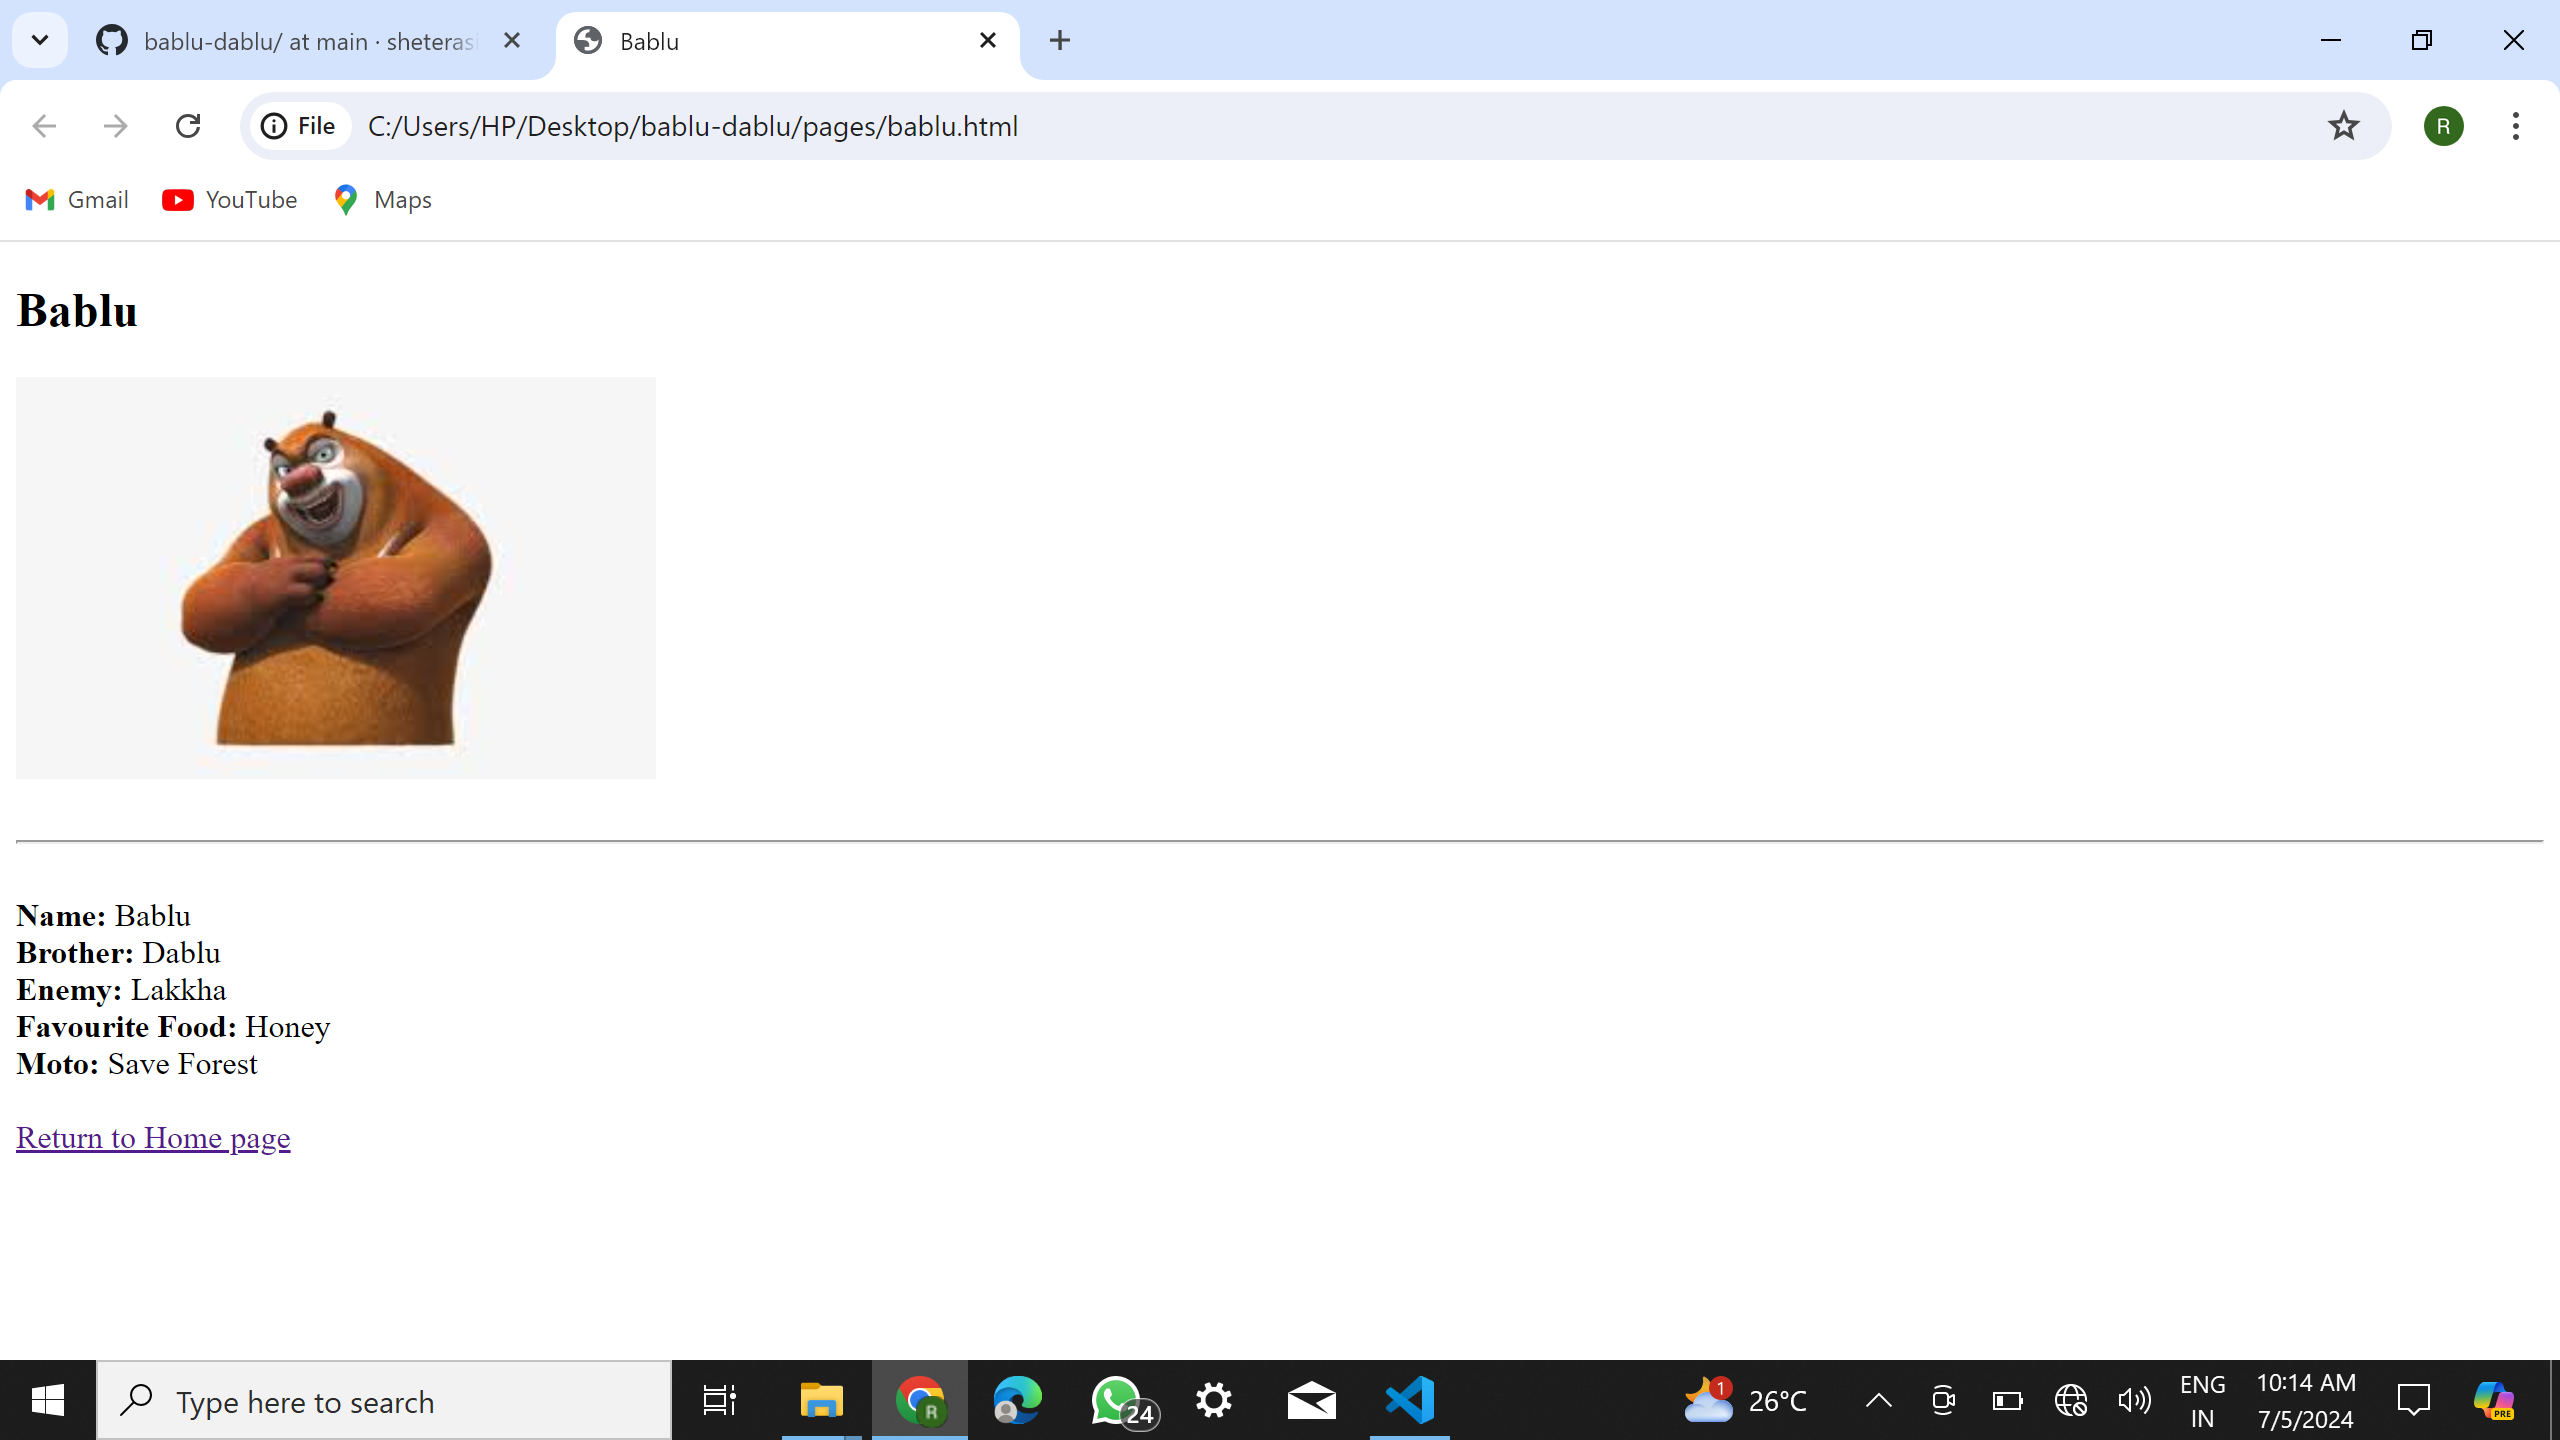 bablu-dablu/ at main · sheterasi
Bablu
File
C:/Users/HP/Desktop/bablu-dablu/pages/bablu.html
R
Gmail
YouTube
Maps
Bablu
Name: Bablu
Brother: Dablu
Enemy: Lakkha
Favourite Food: Honey
Moto: Save Forest
Return to Home page
Type here to search
R
24
1
26°C
ENG
IN
10:14 AM
7/5/2024
PRE